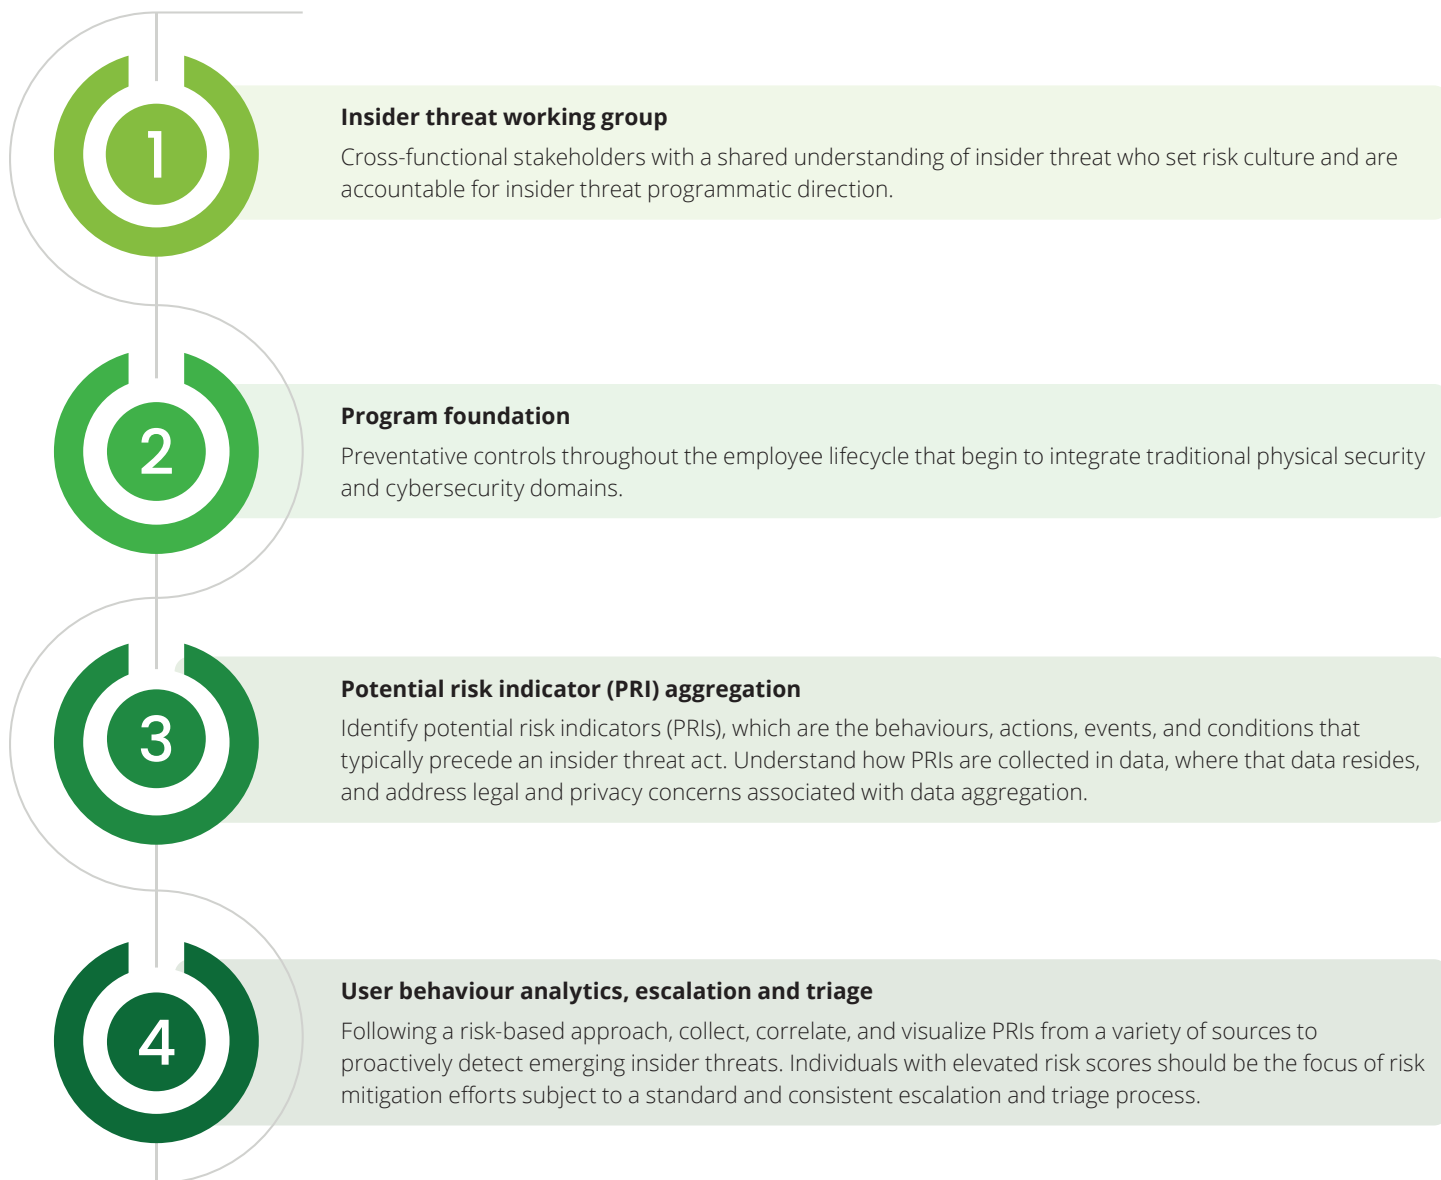 1
Insider threat working group
Cross-functional stakeholders with a shared understanding of insider threat who set risk culture and are
accountable for insider threat programmatic direction.
2
Program foundation
Preventative controls throughout the employee lifecycle that begin to integrate traditional physical security
and cybersecurity domains.
3
Potential risk indicator (PRI) aggregation
Identify potential risk indicators (PRIs), which are the behaviours, actions, events, and conditions that
typically precede an insider threat act. Understand how PRIs are collected in data, where that data resides,
and address legal and privacy concerns associated with data aggregation.
4
User behaviour analytics, escalation and triage
Following a risk-based approach, collect, correlate, and visualize PRIs from a variety of sources to
proactively detect emerging insider threats. Individuals with elevated risk scores should be the focus of risk
mitigation efforts subject to a standard and consistent escalation and triage process.